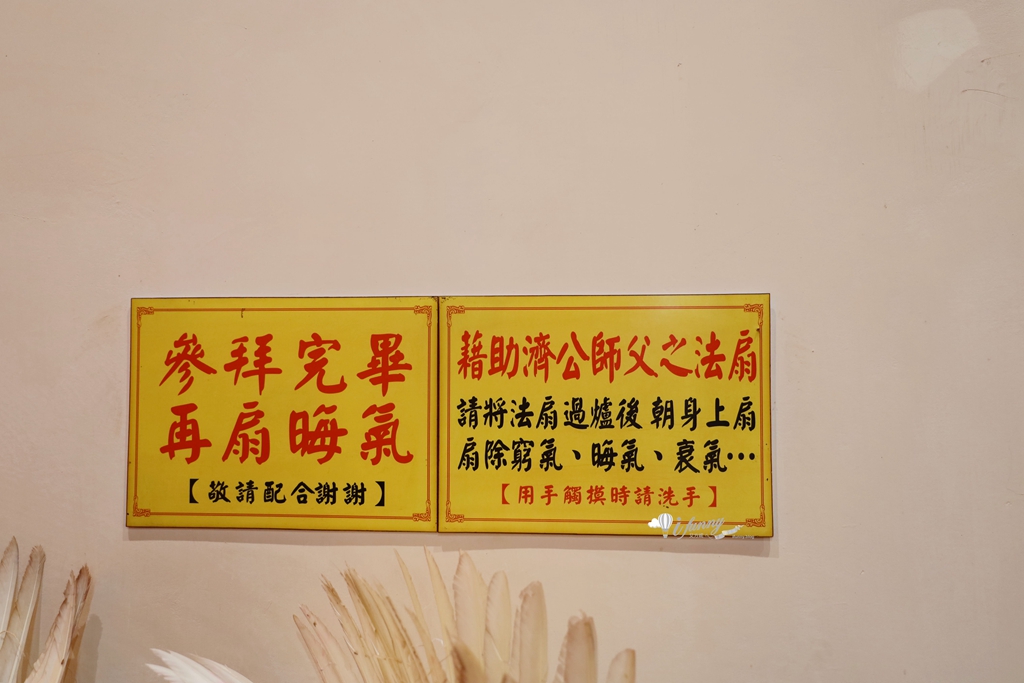 參拜完畢
再扇晦氣
【敬請配合謝謝】
藉助濟公師父之法扇
請將法扇過爐後 朝身上扇
扇除窮氣、晦氣、衰氣…
【用手觸摸時請洗手】